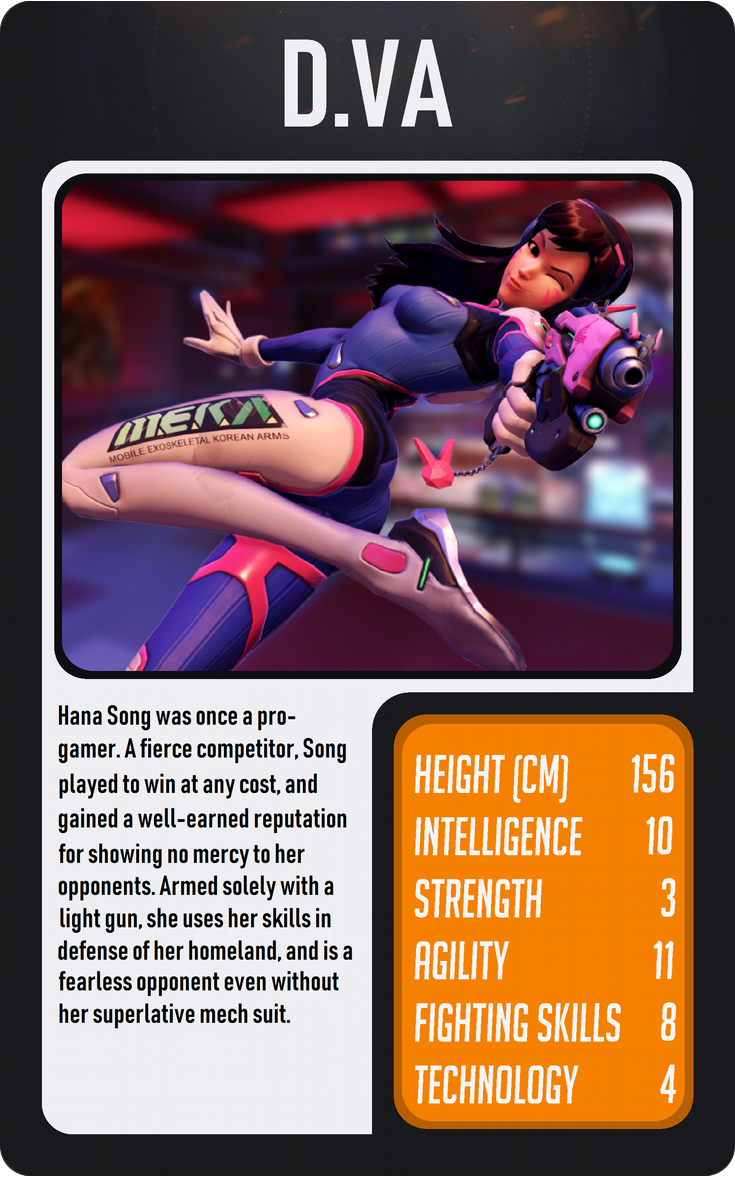 D.VA
MEKA
MOBILE EXOSKELETAL KOREAN ARMS
Hana Song was once a pro-
gamer. A fierce competitor, Song
played to win at any cost, and
gained a well-earned reputation
for showing no mercy to her
opponents. Armed solely with a
light gun, she uses her skills in
defense of her homeland, and is a
fearless opponent even without
her superlative mech suit.
HEIGHT (CM) 156
INTELLIGENCE 10
STRENGTH 3
AGILITY 11
FIGHTING SKILLS 8
TECHNOLOGY 4